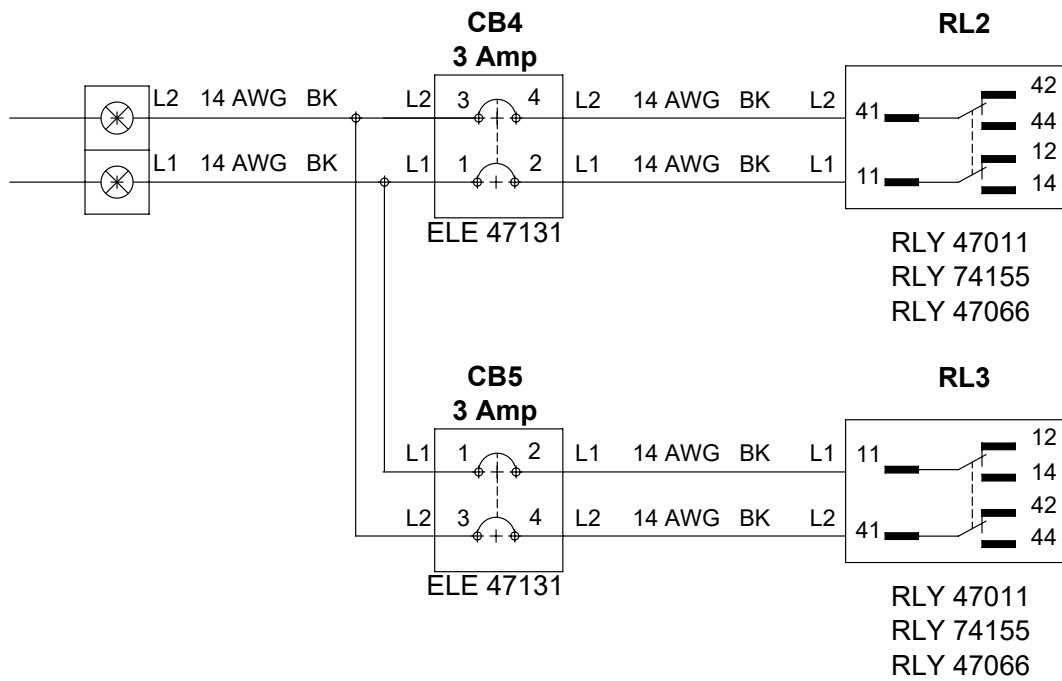 CB4
3 Amp
RL2
L2 14 AWG BK L2 3 4 L2 14 AWG BK L2 41 42
44
L1 14 AWG BK L1 1 2 L1 14 AWG BK L1 11 12
14
ELE 47131
RLY 47011
RLY 74155
RLY 47066
CB5
3 Amp
RL3
L1 1 2 L1 14 AWG BK L1 11 12
14
L2 3 4 L2 14 AWG BK L2 41 42
44
ELE 47131
RLY 47011
RLY 74155
RLY 47066